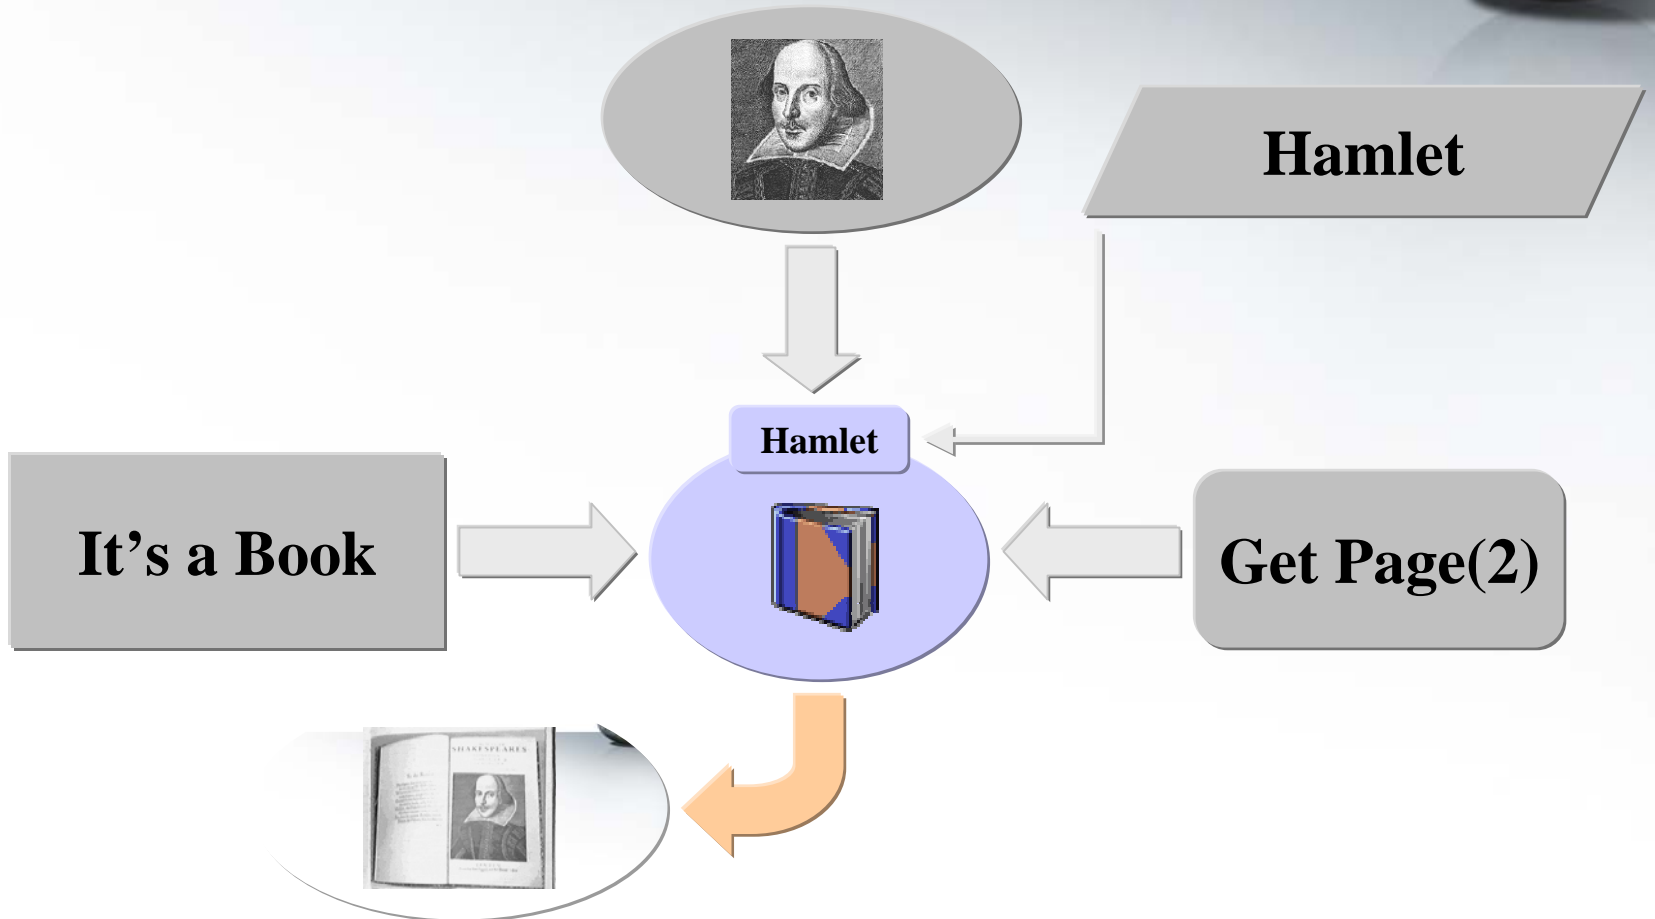 Hamlet
Hamlet
It’s a Book
Get Page(2)
SHAKESPEARES